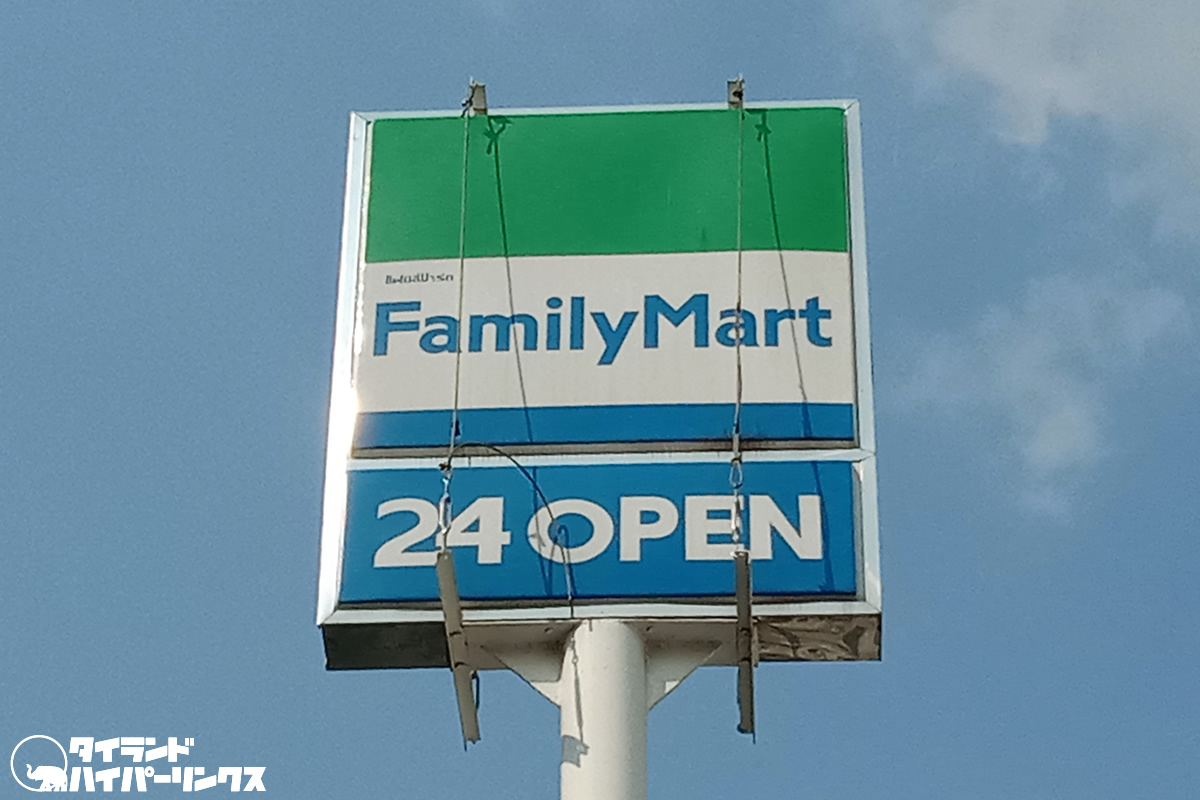 FamilyMart
24 OPEN
タイランド
ハイパーリンクス